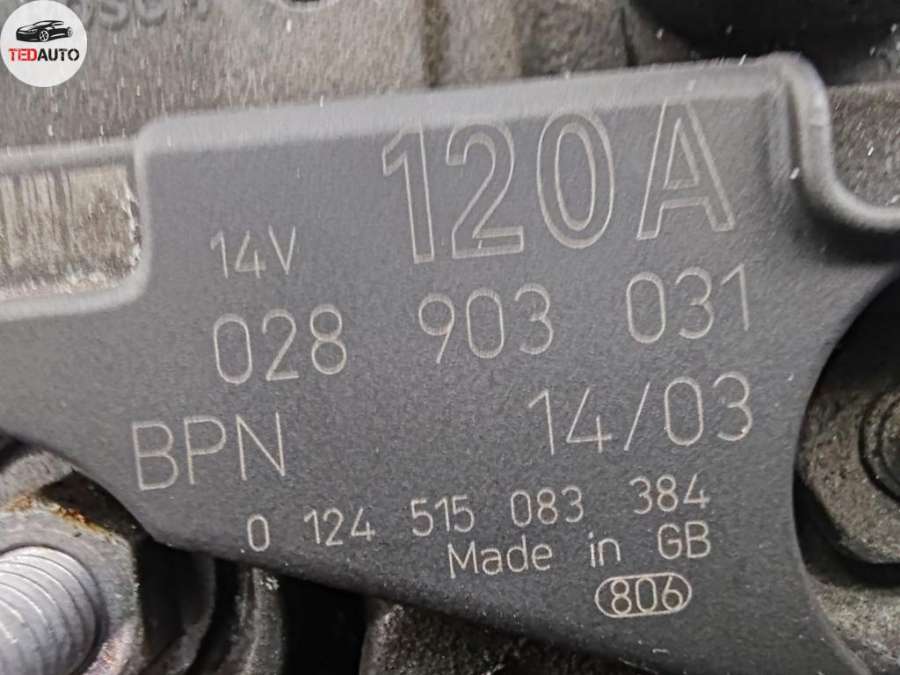 TEDAUTO
120A
14V
028 903 031
BPN 14/03
0 124 515 083 384
Made in GB
806